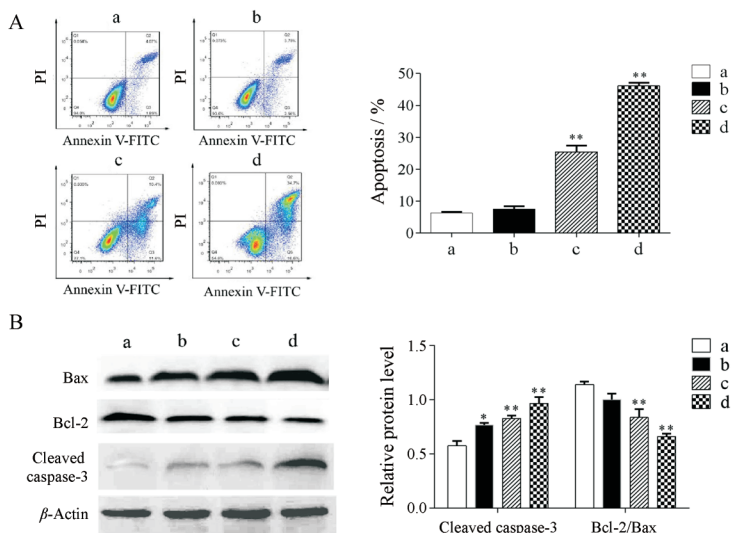 A
a
b
PI
PI
Annexin V-FITC
Annexin V-FITC
c
d
PI
PI
Annexin V-FITC
Annexin V-FITC
Apoptosis / %
50
40
30
20
10
0
**
**
a
b
c
d
a
b
c
d
B
a b c d
Bax
Bcl-2
Cleaved
caspase-3
β-Actin
Relative protein level
1.5
1.0
0.5
0.0
* ** **
** **
Cleaved caspase-3 Bcl-2/Bax
a
b
c
d